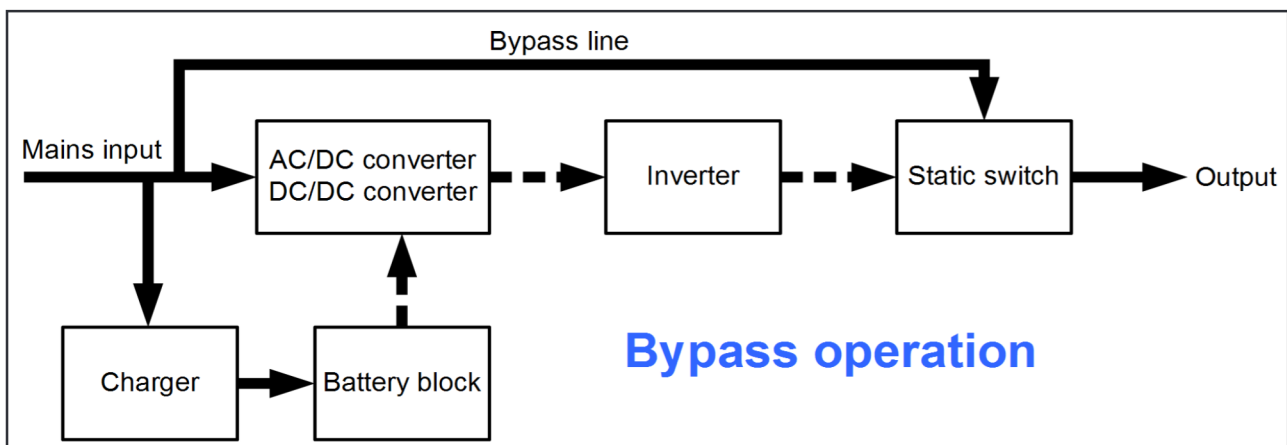 Bypass line
Mains input
AC/DC converter
DC/DC converter
Inverter
Static switch
Output
Charger
Battery block
Bypass operation